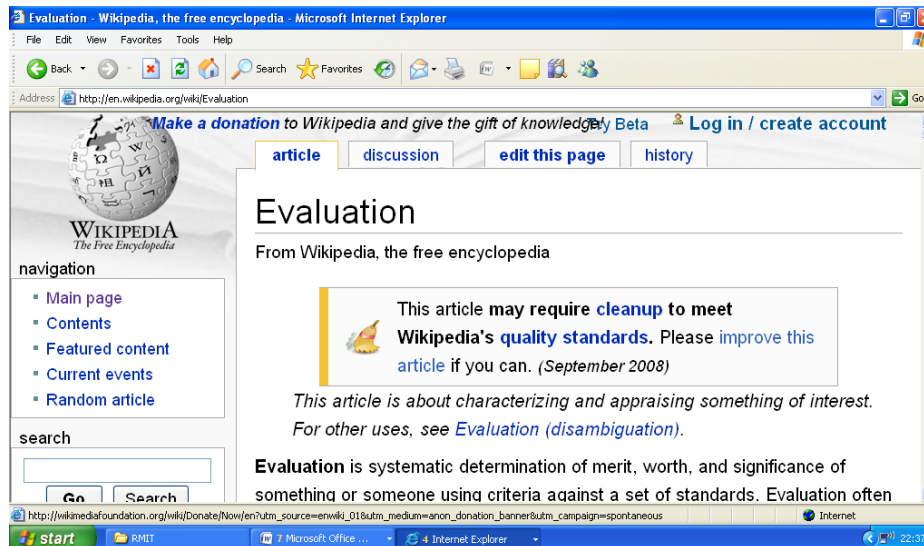 Evaluation - Wikipedia, the free encyclopedia - Microsoft Internet Explorer
File Edit View Favorites Tools Help
Back Search Favorites
Address http://en.wikipedia.org/wiki/Evaluation Go
Make a donation to Wikipedia and give the gift of knowledge! Try Beta Log in / create account
article discussion edit this page history
WIKIPEDIA
The Free Encyclopedia
Evaluation
From Wikipedia, the free encyclopedia
navigation
Main page
Contents
Featured content
Current events
Random article
search
Go Search
This article may require cleanup to meet
Wikipedia's quality standards. Please improve this
article if you can. (September 2008)
This article is about characterizing and appraising something of interest.
For other uses, see Evaluation (disambiguation).
Evaluation is systematic determination of merit, worth, and significance of
something or someone using criteria against a set of standards. Evaluation often
http://wikimediafoundation.org/wiki/Donate/Now/en?utm_source=enwiki_01&utm_medium=anon_donation_banner&utm_campaign=spontaneous Internet
start RMIT 7 Microsoft Office ... 4 Internet Explorer